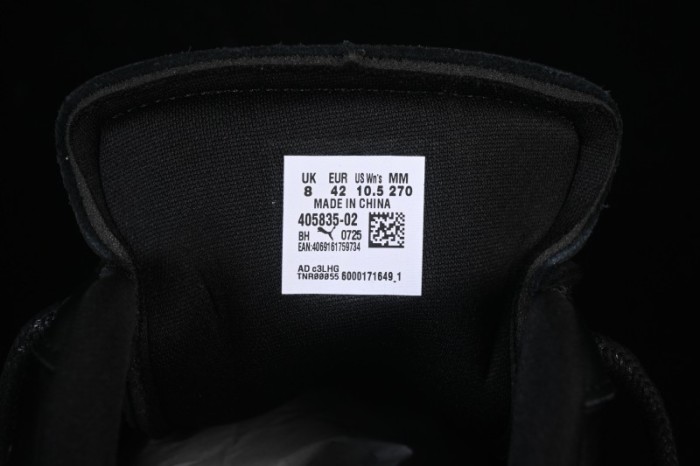 UK EUR US Wn's MM
8 42 10.5 270
MADE IN CHINA
405835-02
BH 0725
EAN:4069161759734
AD c3LHG
TNR00055 6000171649_1